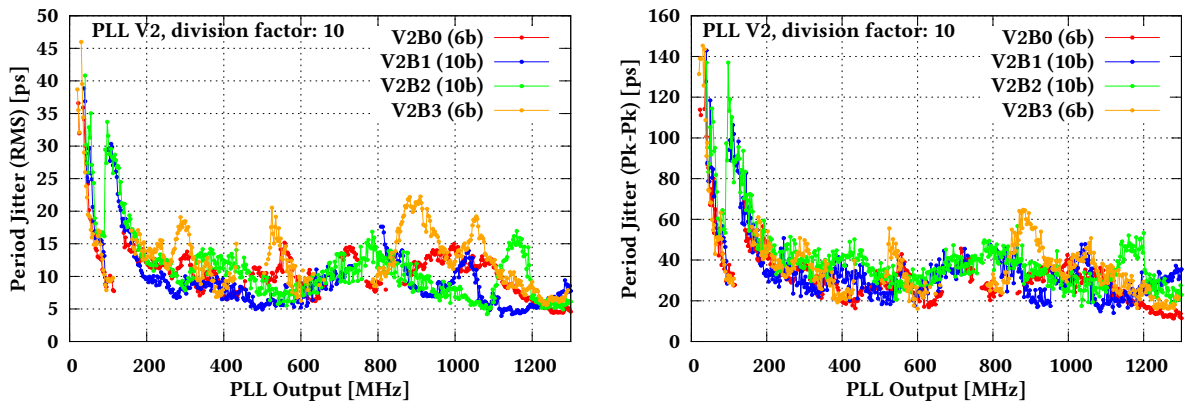 PLL V2, division factor: 10
V2B0 (6b)
V2B1 (10b)
V2B2 (10b)
V2B3 (6b)
Period Jitter (RMS) [ps]
50
45
40
35
30
25
20
15
10
5
0
0 200 400 600 800 1000 1200
PLL Output [MHz]
PLL V2, division factor: 10
V2B0 (6b)
V2B1 (10b)
V2B2 (10b)
V2B3 (6b)
Period Jitter (Pk-Pk) [ps]
160
140
120
100
80
60
40
20
0
0 200 400 600 800 1000 1200
PLL Output [MHz]